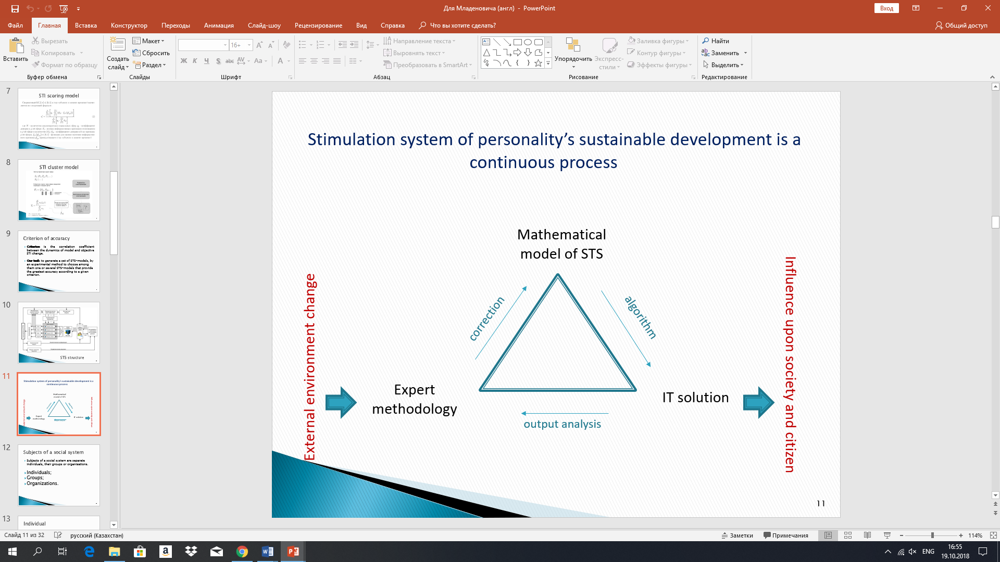 Для Младеновича (англ) - PowerPoint
Вход
Файл
Главная
Вставка
Конструктор
Переходы
Анимация
Слайд-шоу
Рецензирование
Вид
Справка
Что вы хотите сделать?
Общий доступ
Вставить
Вырезать
Копировать
Формат по образцу
Буфер обмена
Создать
слайд
Макет
Сбросить
Раздел
Слайды
16+
Ж К Ч S abc AV Aa A
Шрифт
Направление текста
Выровнять текст
Преобразовать в SmartArt
Абзац
Упорядочить
Экспресс-
стили
Заливка фигуры
Контур фигуры
Эффекты фигуры
Рисование
Найти
Заменить
Выделить
Редактирование
7
STI scoring model
8
STI cluster model
9
Criterion of accuracy
Criterion is the correlation coefficient
between the dynamics of model and objective
STI change.
Our task: to generate a set of STS-models, by
an experimental method to choose among
them one or several STS-models that provide
the greatest accuracy according to a given
criterion.
10
STS structure
11
Stimulation system of personality's sustainable development is a
continuous process
Mathematical
model of STS
Expert
methodology
IT solution
12
Subjects of a social system
Subjects of a social system are separate
individuals, their groups or organizations.
Individuals;
Groups;
Organizations.
13
Individual
Stimulation system of personality’s sustainable development is a
continuous process
Mathematical
model of STS
External environment change
correction
algorithm
Influence upon society and citizen
Expert
methodology
IT solution
output analysis
11
Слайд 11 из 32
русский (Казахстан)
Заметки
Примечания
114%
ENG
16:55
19.10.2018